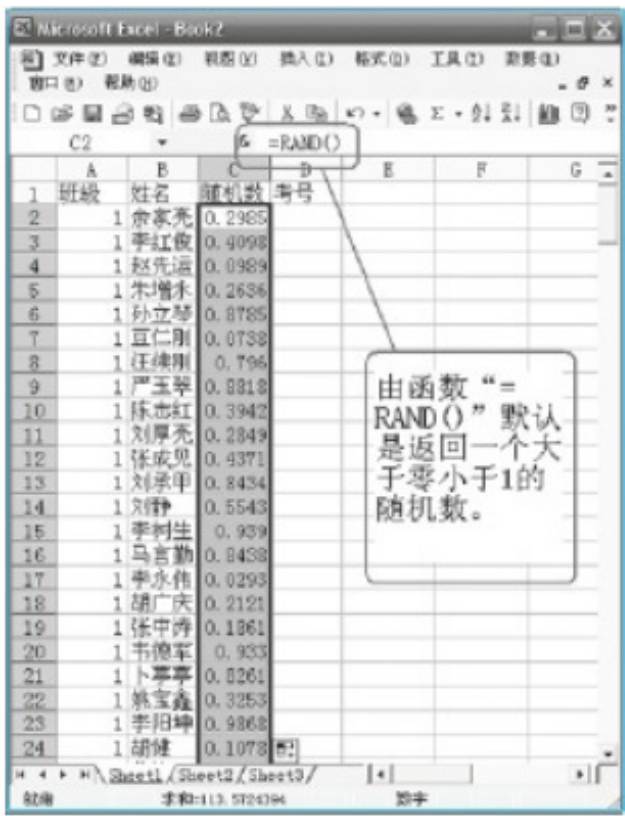 Microsoft Excel - Book2
文件(F) 编辑(E) 视图(V) 插入(I) 格式(O) 工具(T) 数据(D)
窗口(W) 帮助(H)
C2 =RAND()
A B C D E F G
1 班级 姓名 随机数 考号
2 1 余家亮 0.2985
3 1 李红俊 0.4098
4 1 赵先运 0.0989
5 1 朱增永 0.2636
6 1 孙立琴 0.8785
7 1 豆仁刚 0.0738
8 1 汪 0.796
9 1 严玉翠 0.8818
10 1 陈志红 0.3942
11 1 刘厚亮 0.2849
12 1 张成见 0.4371
13 1 刘承甲 0.8434
14 1 刘静 0.5543
15 1 李树生 0.939
16 1 马言勤 0.8438
17 1 李永伟 0.0293
18 1 胡广庆 0.2121
19 1 张中涛 0.1861
20 1 韦德军 0.933
21 1 卜亭亭 0.8261
22 1 姚宝鑫 0.3253
23 1 李阳坤 0.9868
24 1 胡健 0.1078
由函数“=
RAND()”默认
是返回一个大
于零小于1的
随机数。
Sheet1 Sheet2 Sheet3
就绪 求和=113.5724394 数字